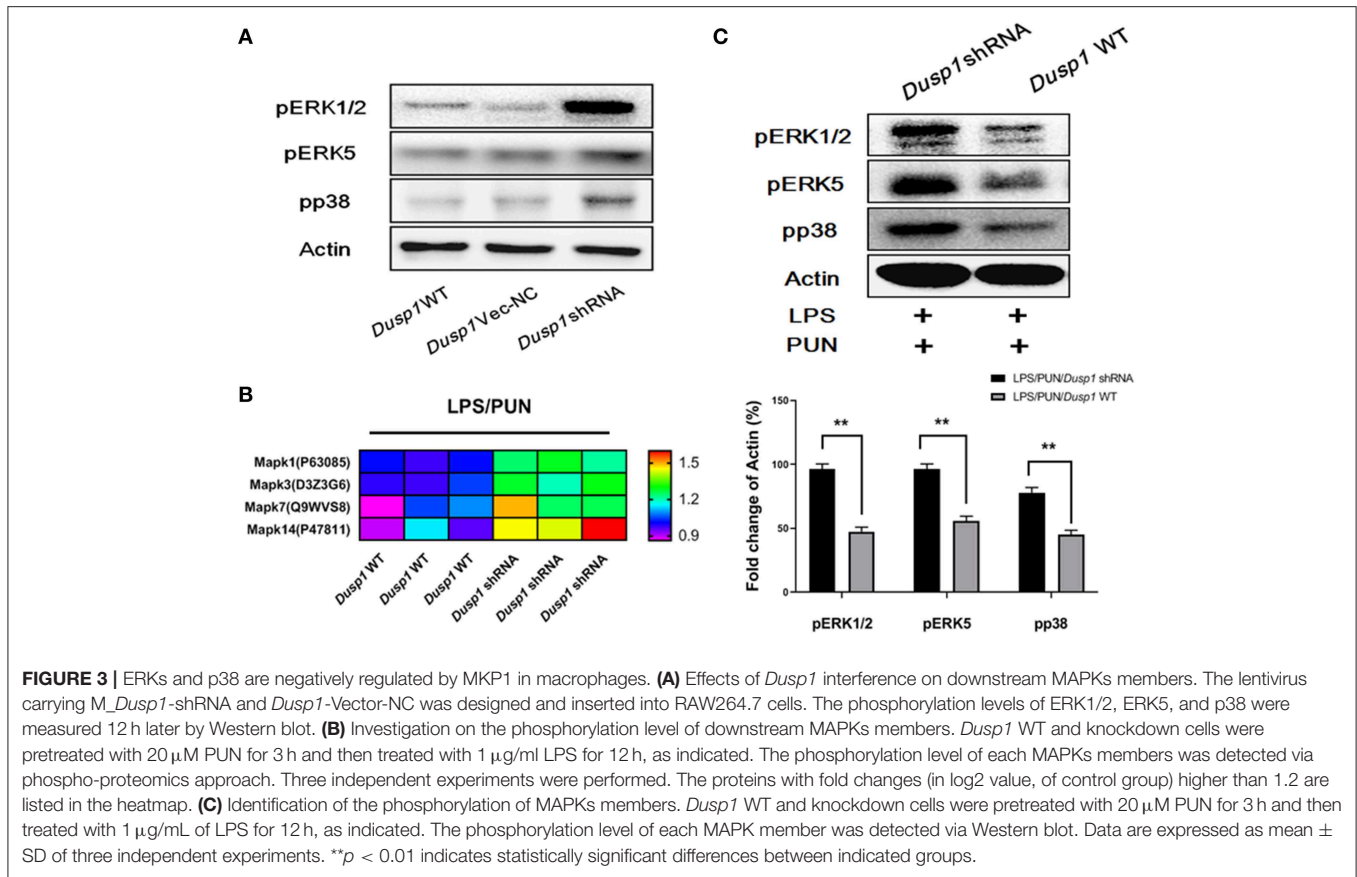 A
pERK1/2
pERK5
pp38
Actin
Dusp1 WT
Dusp1 Vec-NC
Dusp1 shRNA
C
Dusp1 shRNA
Dusp1 WT
pERK1/2
pERK5
pp38
Actin
LPS + +
PUN + +
B
LPS/PUN
Mapk1(P63085)
Mapk3(D3Z3G6)
Mapk7(Q9WVS8)
Mapk14(P47811)
1.5
1.2
0.9
Dusp1 WT
Dusp1 WT
Dusp1 WT
Dusp1 shRNA
Dusp1 shRNA
Dusp1 shRNA
LPS/PUN/Dusp1 shRNA
LPS/PUN/Dusp1 WT
Fold change of Actin (%)
150
100
50
0
**
**
**
pERK1/2
pERK5
pp38
FIGURE 3 | ERKs and p38 are negatively regulated by MKP1 in macrophages. (A) Effects of Dusp1 interference on downstream MAPKs members. The lentivirus
carrying M_Dusp1-shRNA and Dusp1-Vector-NC was designed and inserted into RAW264.7 cells. The phosphorylation levels of ERK1/2, ERK5, and p38 were
measured 12 h later by Western blot. (B) Investigation on the phosphorylation level of downstream MAPKs members. Dusp1 WT and knockdown cells were
pretreated with 20 μM PUN for 3 h and then treated with 1 μg/ml LPS for 12 h, as indicated. The phosphorylation level of each MAPKs members was detected via
phospho-proteomics approach. Three independent experiments were performed. The proteins with fold changes (in log2 value, of control group) higher than 1.2 are
listed in the heatmap. (C) Identification of the phosphorylation of MAPKs members. Dusp1 WT and knockdown cells were pretreated with 20 μM PUN for 3 h and then
treated with 1 μg/mL of LPS for 12 h, as indicated. The phosphorylation level of each MAPK member was detected via Western blot. Data are expressed as mean ±
SD of three independent experiments. **p < 0.01 indicates statistically significant differences between indicated groups.